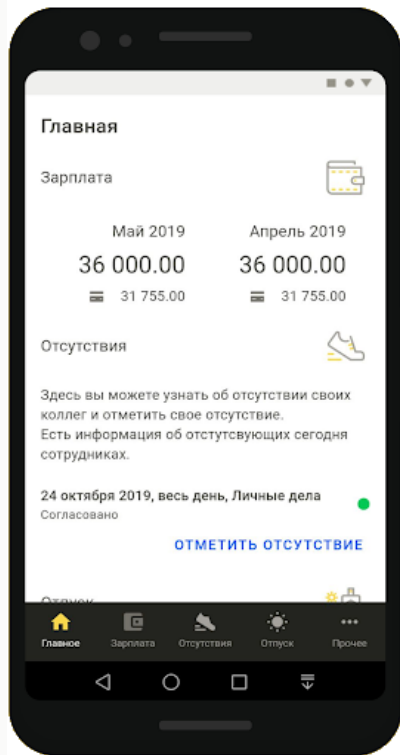 Главная
Зарплата
Май 2019 Апрель 2019
36 000.00 36 000.00
31 755.00 31 755.00
Отсутствия
Здесь вы можете узнать об отсутствии своих
коллег и отметить свое отсутствие.
Есть информация об отстутсвующих сегодня
сотрудниках.
24 октября 2019, весь день, Личные дела
Согласовано
ОТМЕТИТЬ ОТСУТСТВИЕ
Отпуск
Главное Зарплата Отсутствия Отпуск Прочее